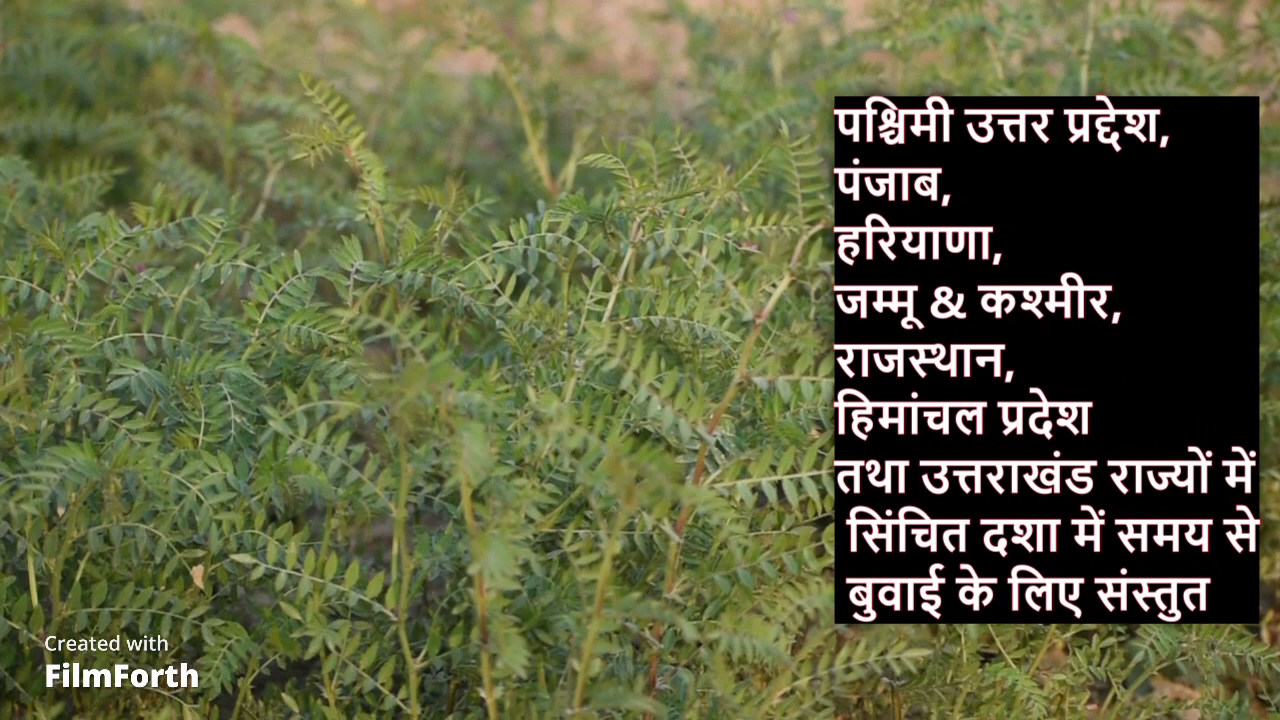 पश्चिमी उत्तर प्रद्देश,
पंजाब,
हरियाणा,
जम्मू & कश्मीर,
राजस्थान,
हिमांचल प्रदेश
तथा उत्तराखंड राज्यों में
सिंचित दशा में समय से
बुवाई के लिए संस्तुत
Created with
FilmForth